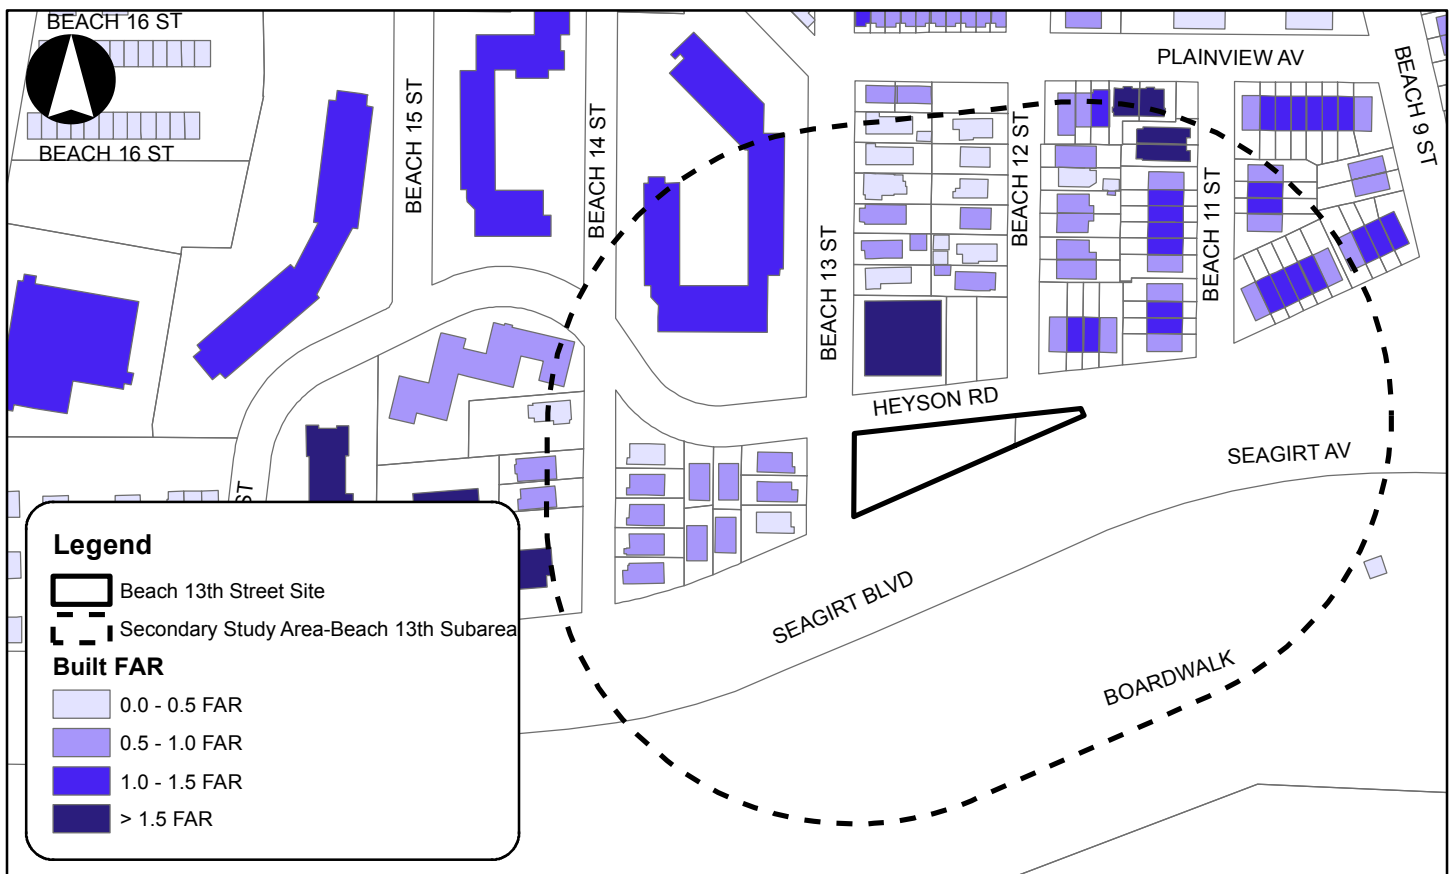 BEACH 16 ST
BEACH 16 ST
BEACH 15 ST
BEACH 14 ST
BEACH 13 ST
BEACH 12 ST
BEACH 11 ST
BEACH 9 ST
PLAINVIEW AV
HEYSON RD
SEAGIRT AV
SEAGIRT BLVD
BOARDWALK
ST
Legend
Beach 13th Street Site
Secondary Study Area-Beach 13th Subarea
Built FAR
0.0 - 0.5 FAR
0.5 - 1.0 FAR
1.0 - 1.5 FAR
> 1.5 FAR